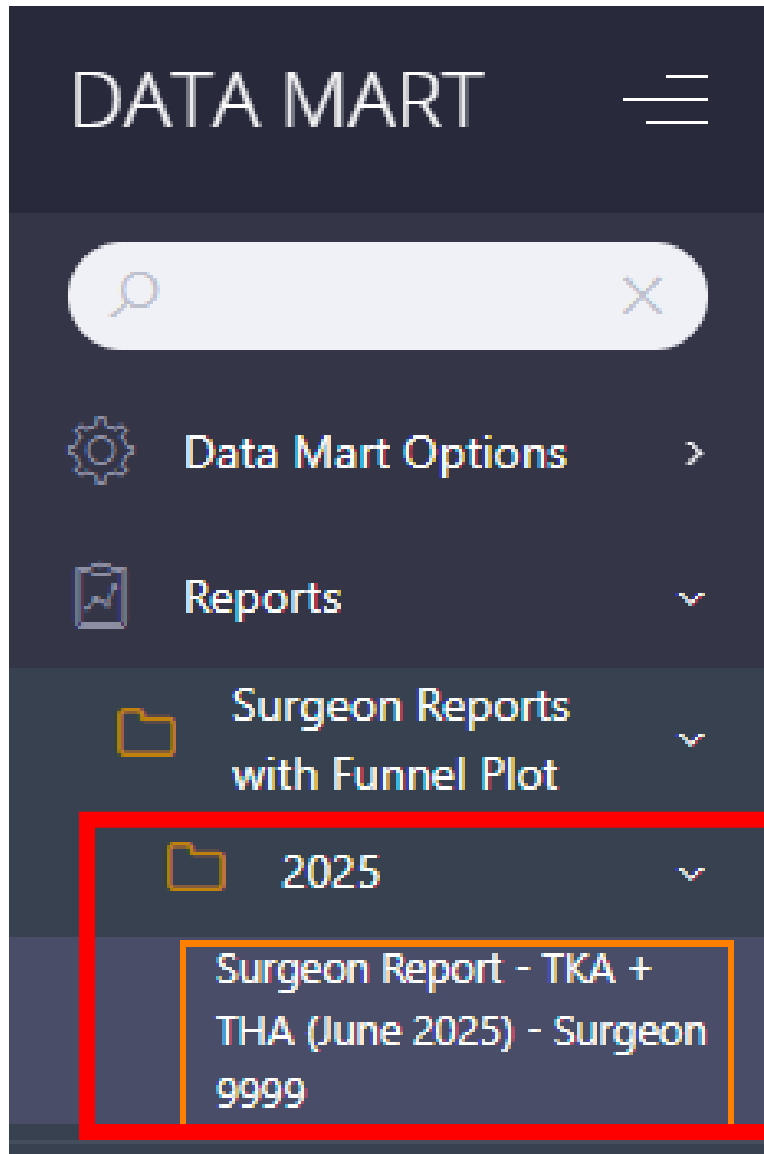 DATA MART
Data Mart Options
Reports
Surgeon Reports
with Funnel Plot
2025
Surgeon Report - TKA +
THA (June 2025) - Surgeon
9999